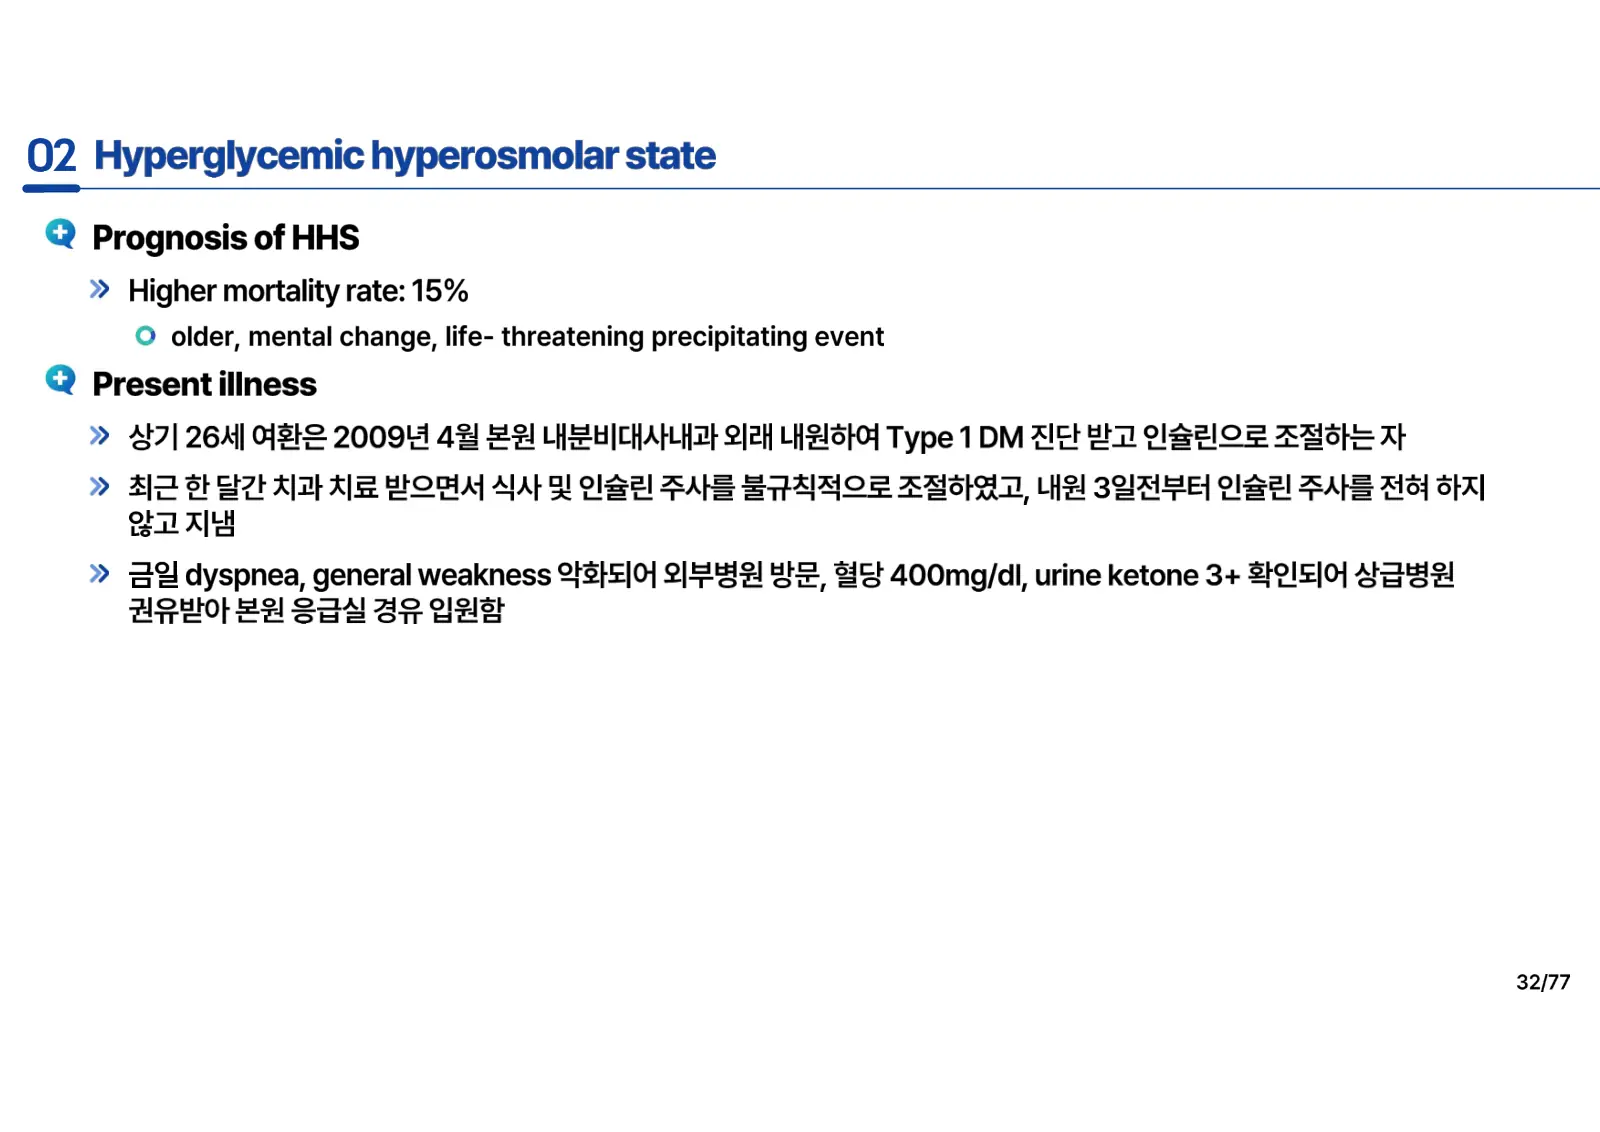 02 Hyperglycemic hyperosmolar state
Prognosis of HHS
Higher mortality rate: 15%
older, mental change, life- threatening precipitating event
Present illness
상기 26세 여환은 2009년 4월 본원 내분비대사내과 외래 내원하여 Type 1 DM 진단 받고 인슐린으로 조절하는 자
최근 한 달간 치과 치료 받으면서 식사 및 인슐린 주사를 불규칙적으로 조절하였고, 내원 3일전부터 인슐린 주사를 전혀 하지
않고 지냄
금일 dyspnea, general weakness 악화되어 외부병원 방문, 혈당 400mg/dl, urine ketone 3+ 확인되어 상급병원
권유받아 본원 응급실 경유 입원함
32/77